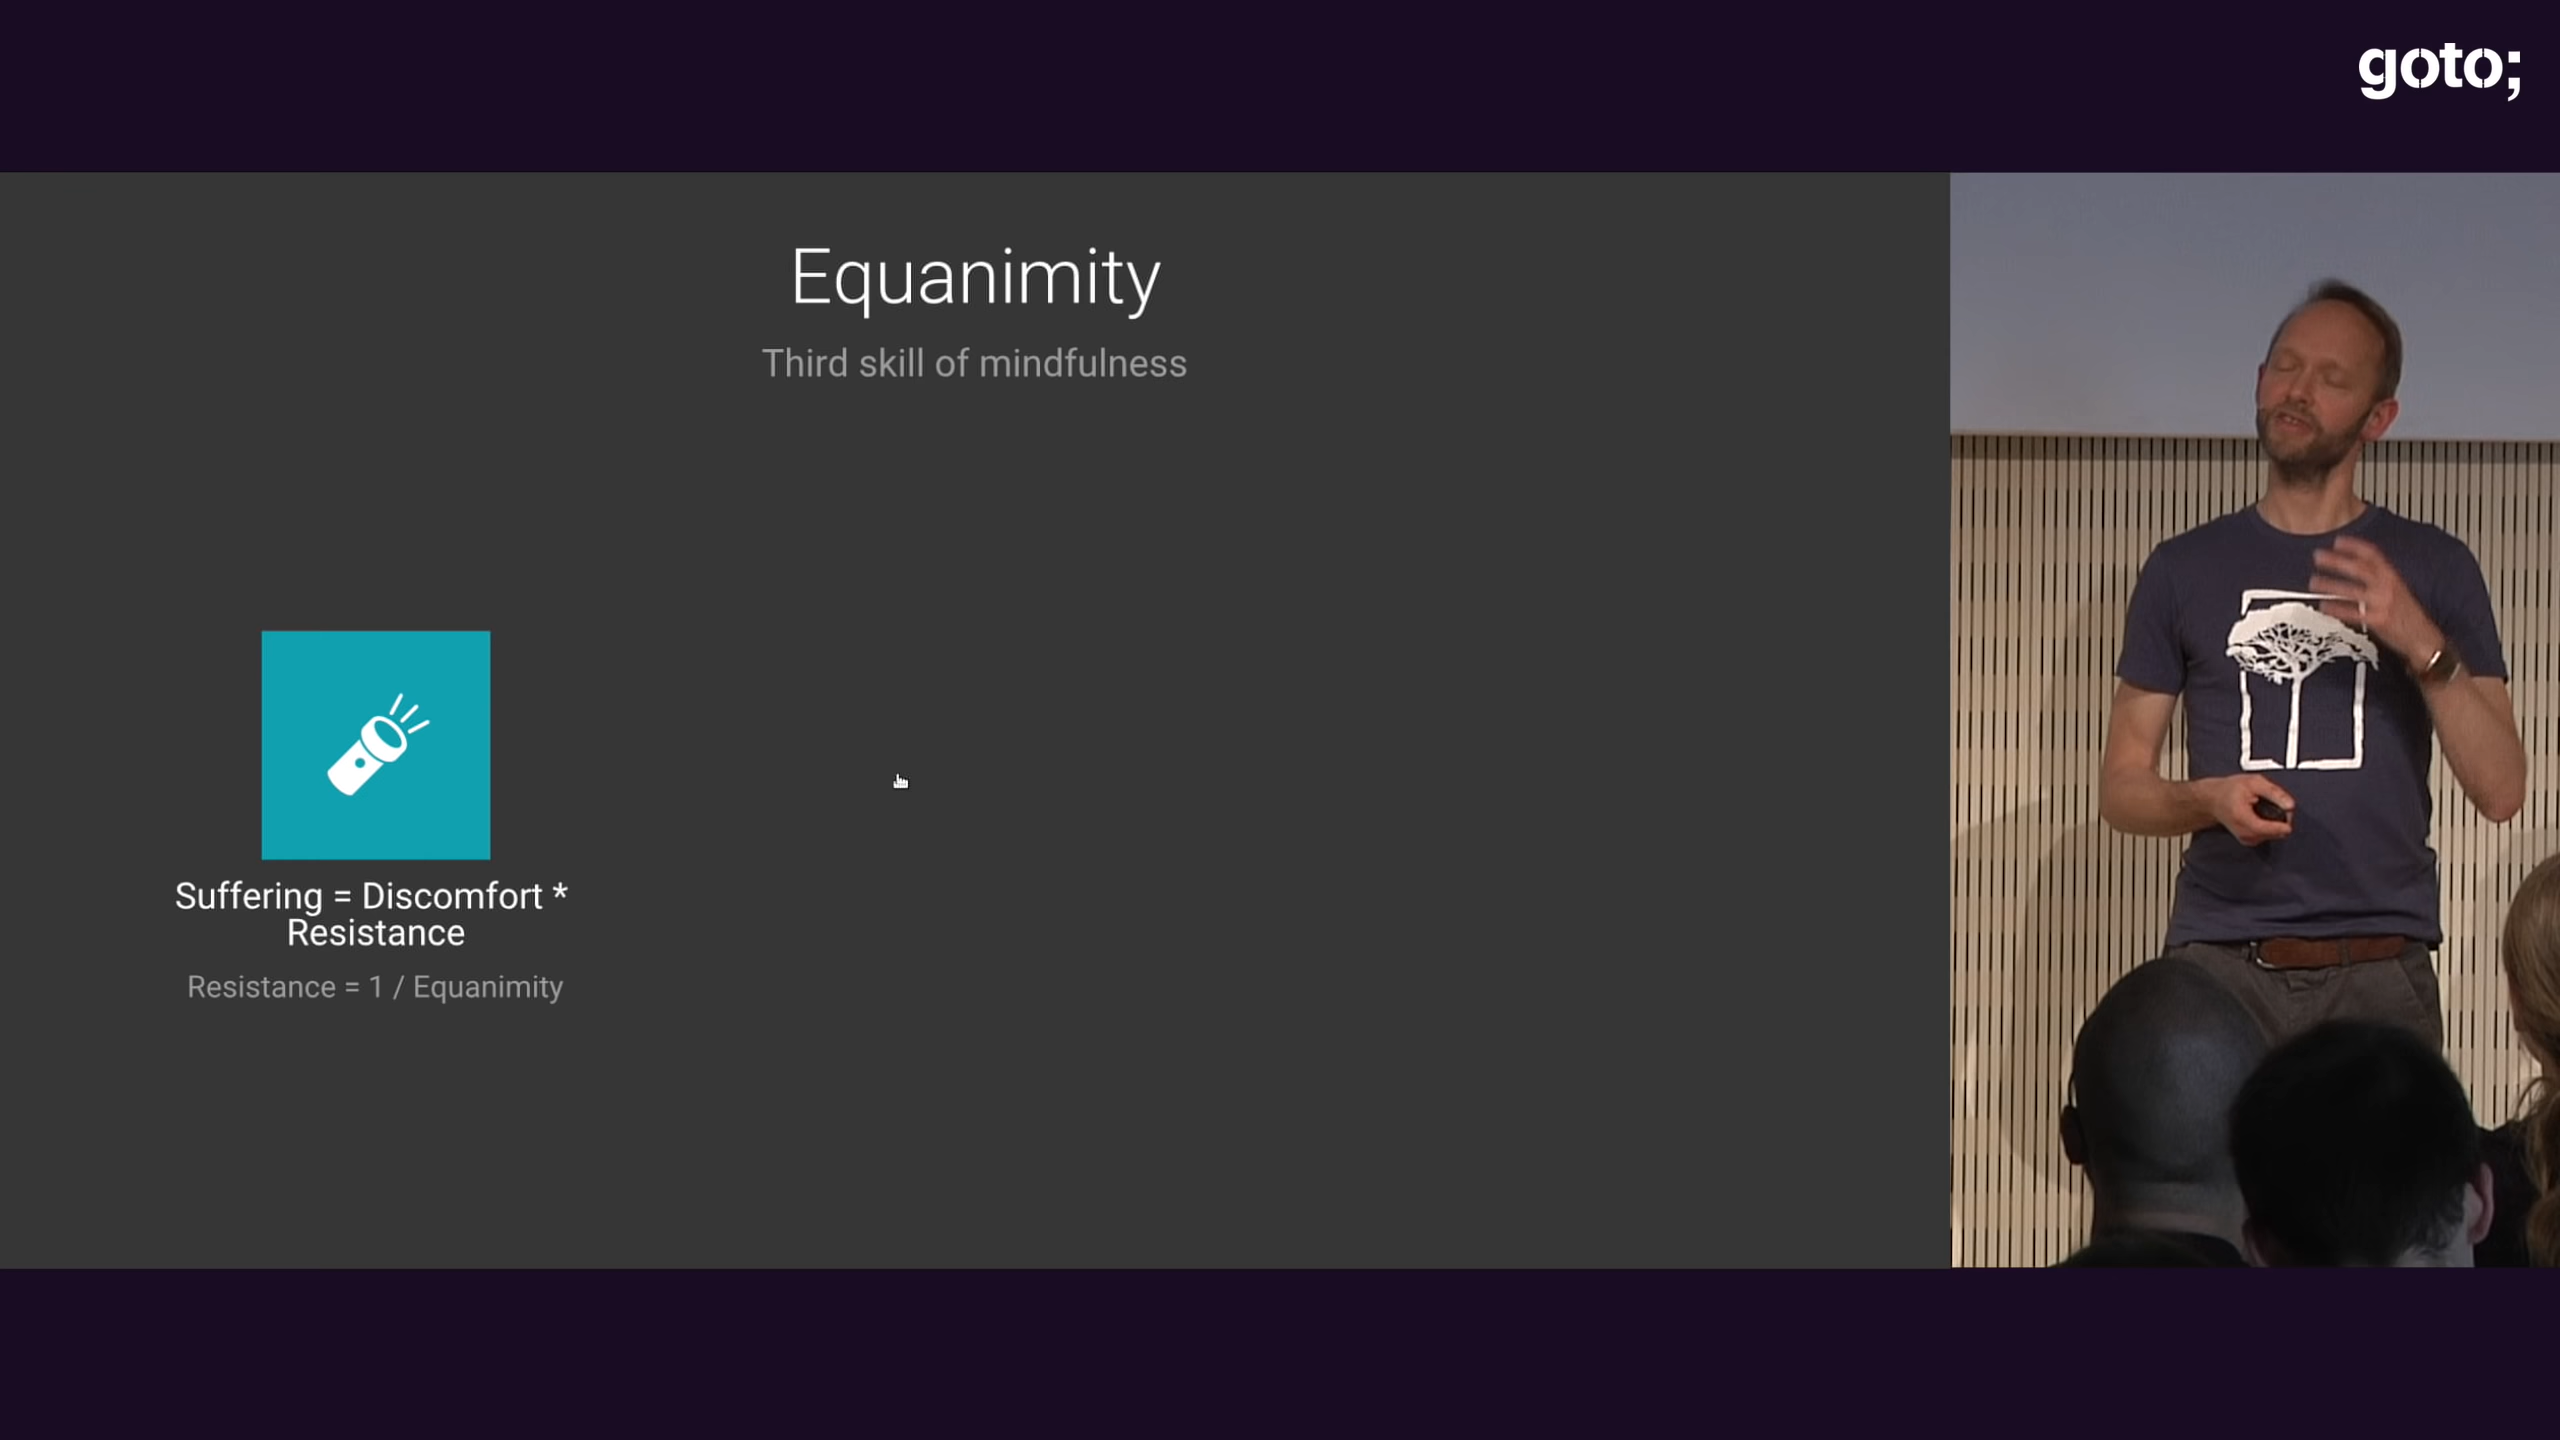 goto;
Equanimity
Third skill of mindfulness
Suffering = Discomfort *
Resistance
Resistance = 1 / Equanimity